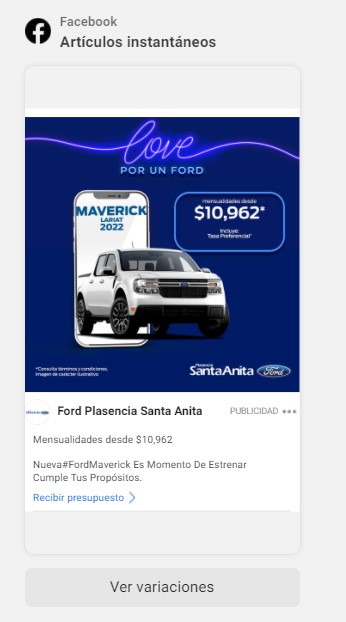 Facebook
Artículos instantáneos
love
POR UN FORD
MAVERICK
LARIAT
2022
mensualidades desde
$10,962*
Incluye:
Tasa Preferencial*
*Consulta términos y condiciones.
Imagen de carácter ilustrativo
Plasencia
Santa Anita
Ford
Ford Plasencia Santa Anita
PUBLICIDAD
Mensualidades desde $10,962
Nueva#FordMaverick Es Momento De Estrenar
Cumple Tus Propósitos.
Recibir presupuesto
Ver variaciones